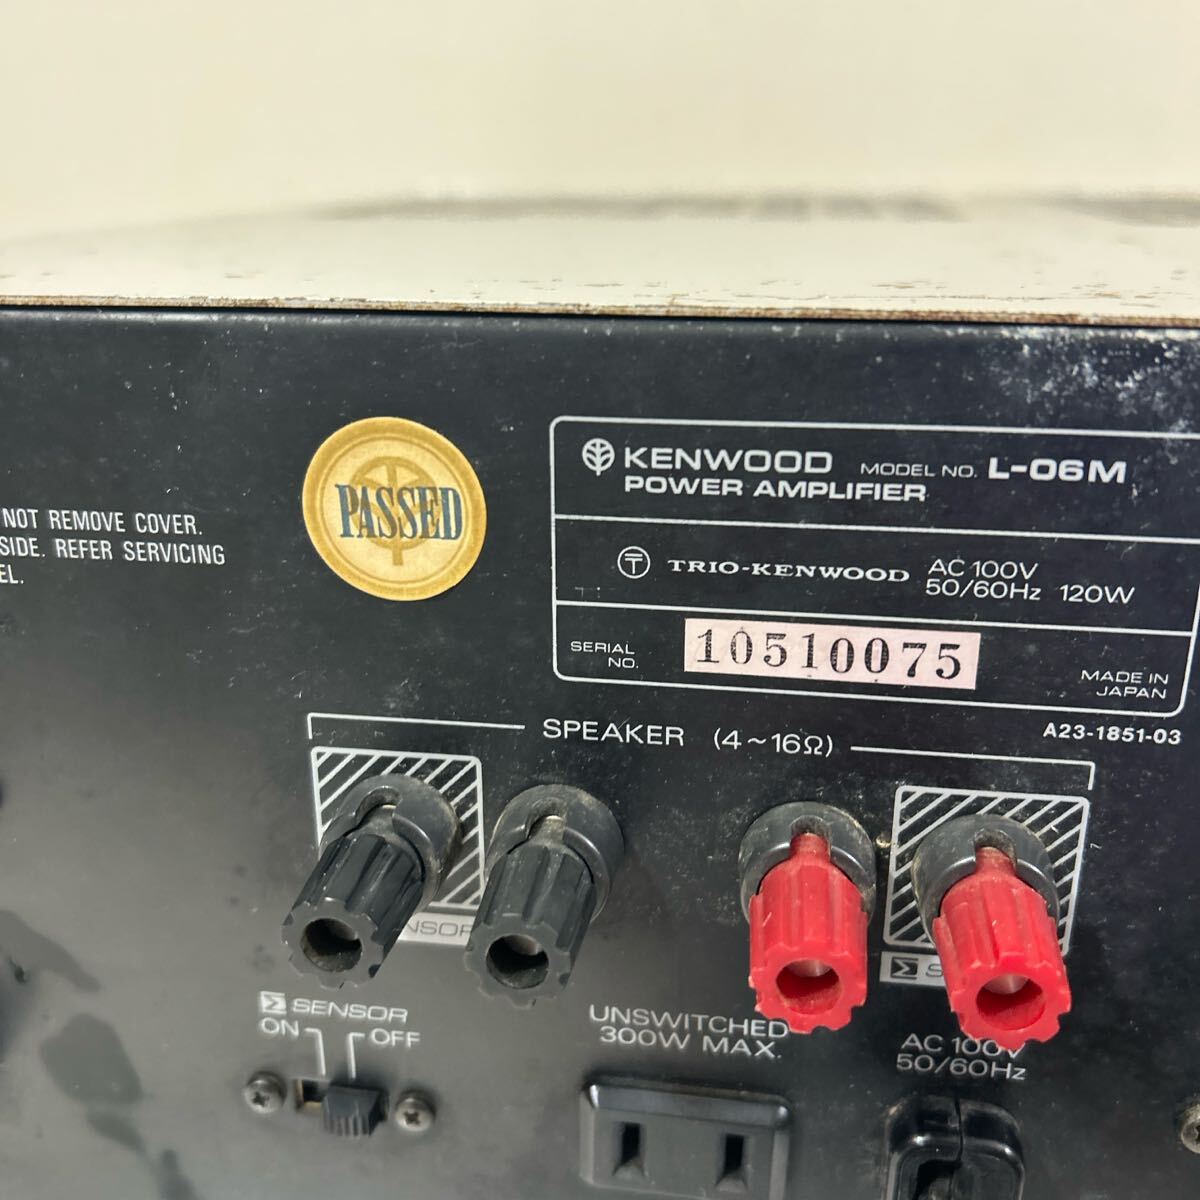 NOT REMOVE COVER.
SIDE. REFER SERVICING
EL.
PASSED
KENWOOD MODEL NO. L-06M
POWER AMPLIFIER
TRIO-KENWOOD AC 100V
50/60Hz 120W
SERIAL
NO.
10510075
MADE IN
JAPAN
A23-1851-03
SPEAKER (4~16Ω)
NSOR
Σ S
Σ SENSOR
ON OFF
UNSWITCHED
300W MAX.
AC 100V
50/60Hz